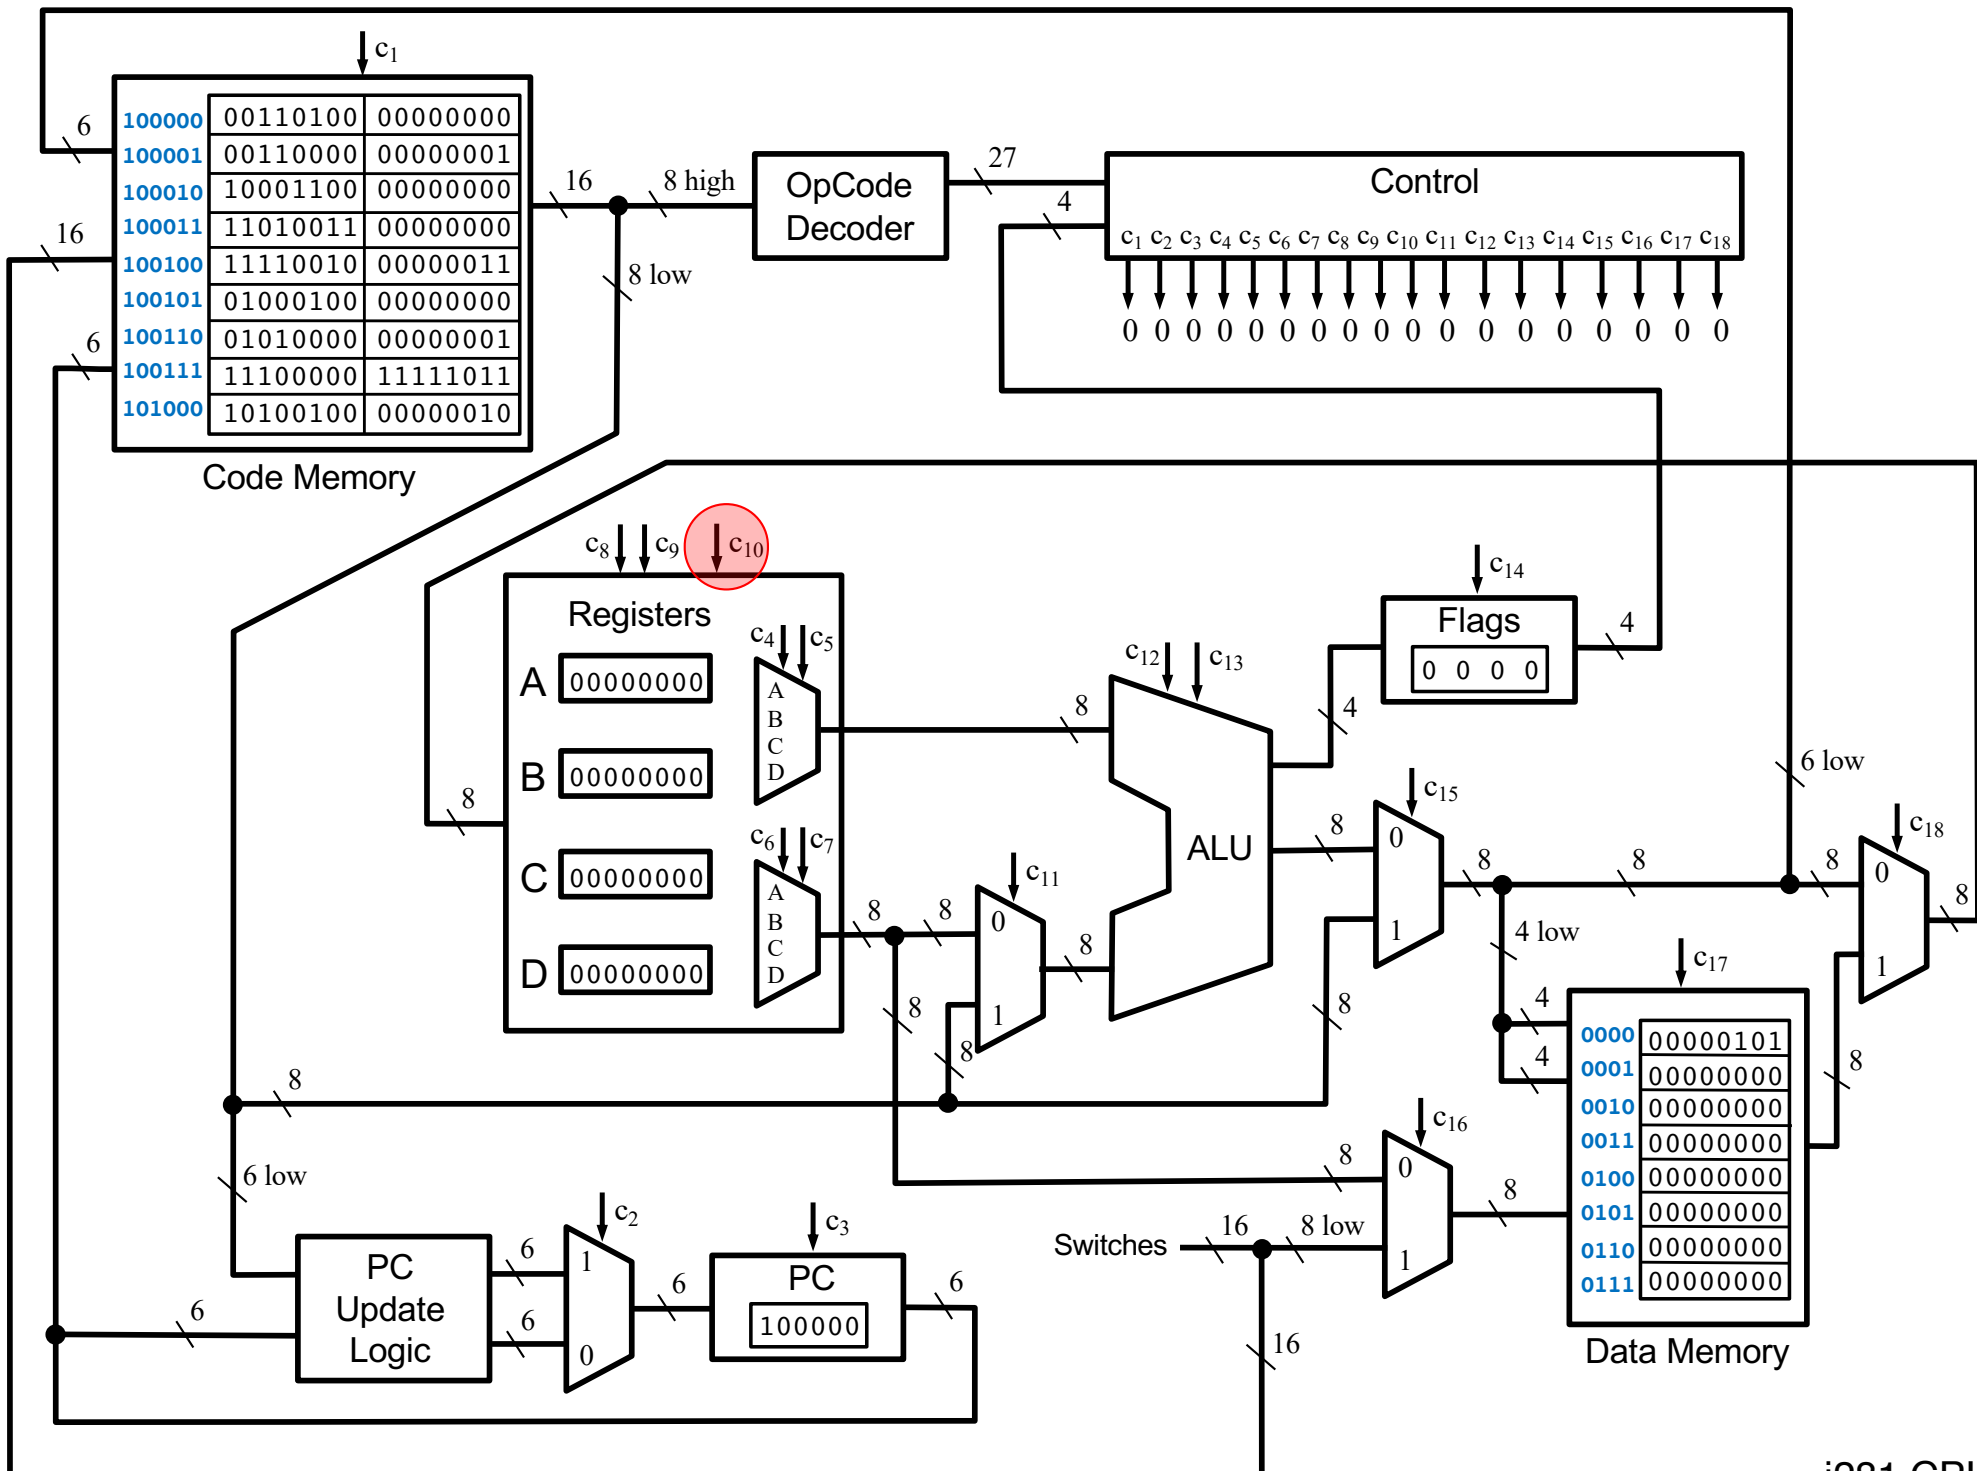 c1
6
100000 00110100 00000000
100001 00110000 00000001
100010 10001100 00000000
100011 11010011 00000000
100100 11110010 00000011
100101 01000100 00000000
100110 01010000 00000001
100111 11100000 11111011
101000 10100100 00000010
Code Memory
16
6
16
8 high
8 low
OpCode
Decoder
27
4
Control
c1 c2 c3 c4 c5 c6 c7 c8 c9 c10 c11 c12 c13 c14 c15 c16 c17 c18
0 0 0 0 0 0 0 0 0 0 0 0 0 0 0 0 0 0
c8 c9 c10
Registers
A 00000000
B 00000000
C 00000000
D 00000000
8
c4 c5
A
B
C
D
c6 c7
A
B
C
D
8
8
8
8
c11
0
1
8
8
c12 c13
ALU
c14
Flags
0 0 0 0
4
4
8
c15
0
1
8
8
8
6 low
8
c18
0
1
8
4 low
4
4
c17
0000 00000101
0001 00000000
0010 00000000
0011 00000000
0100 00000000
0101 00000000
0110 00000000
0111 00000000
Data Memory
8
8
6 low
PC
Update
Logic
6
6
6
c2
1
0
6
c3
PC
100000
6
Switches
16
8 low
16
8
c16
0
1
8